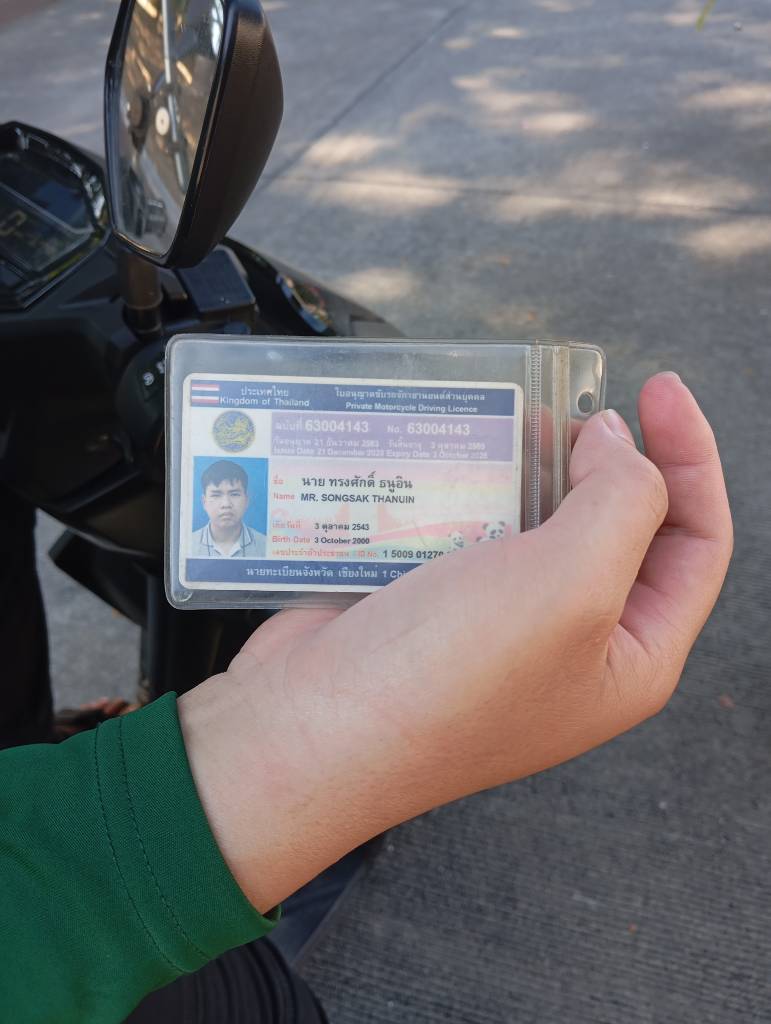 ประเทศไทย
Kingdom of Thailand
ใบอนุญาตขับรถจักรยานยนต์ส่วนบุคคล
Private Motorcycle Driving Licence
ฉบับที่ 63004143 No. 63004143
วันอนุญาต 21 ธันวาคม 2563 วันสิ้นอายุ 3 ตุลาคม
Issue Date 21 December Expiry Date 3 October
ชื่อ นาย ทรงศักดิ์ ธนูอิน
Name MR. SONGSAK THANUIN
เกิดวันที่ 3 ตุลาคม 2543
Birth Date 3 October 2000
เลขประจำตัวประชาชน ID No. 1 5009 0127
นายทะเบียนจังหวัด เชียงใหม่ 1 Chi